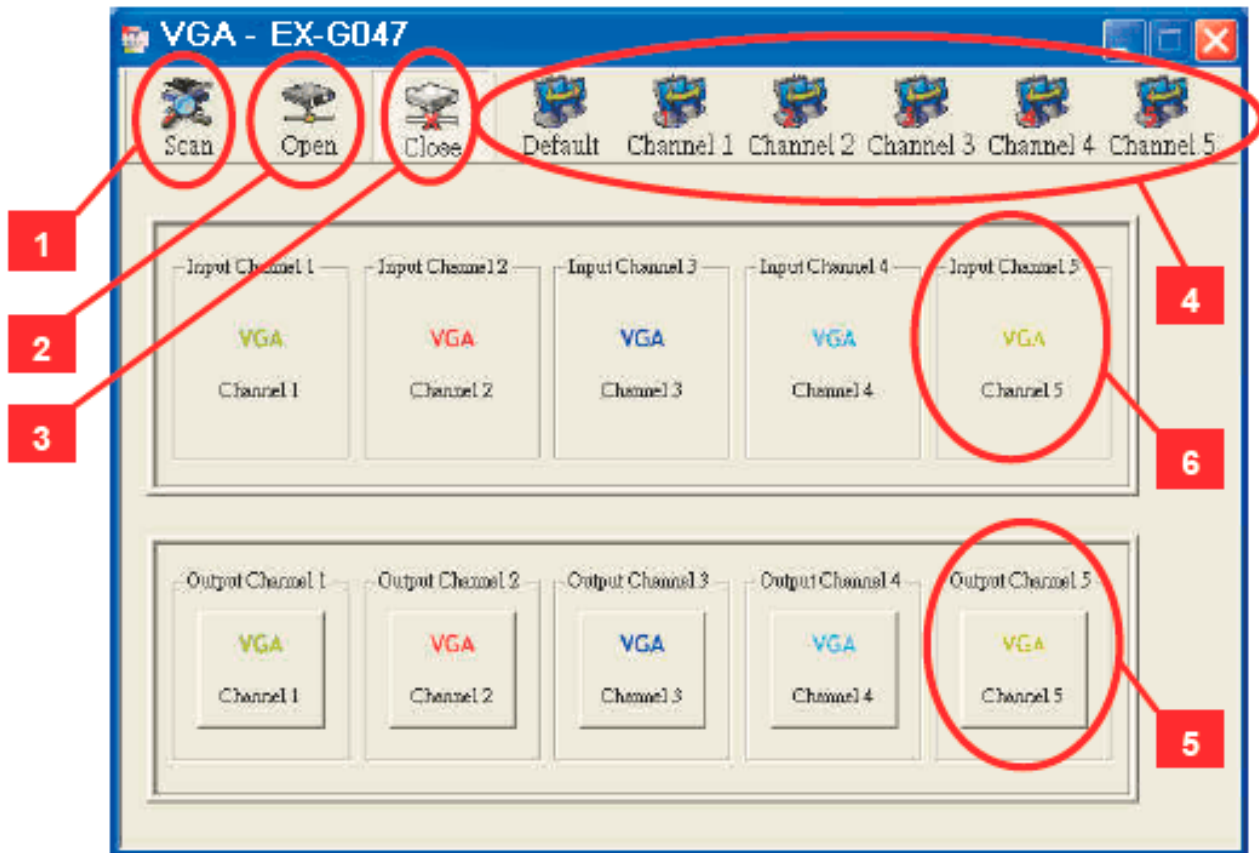 VGA - EX-G047
Scan Open Close Default Channel 1 Channel 2 Channel 3 Channel 4 Channel 5
1
2
3
4
Input Channel 1 Input Channel 2 Input Channel 3 Input Channel 4 Input Channel 5
VGA VGA VGA VGA VGA
Channel 1 Channel 2 Channel 3 Channel 4 Channel 5
6
Output Channel 1 Output Channel 2 Output Channel 3 Output Channel 4 Output Channel 5
VGA VGA VGA VGA VGA
Channel 1 Channel 2 Channel 3 Channel 4 Channel 5
5